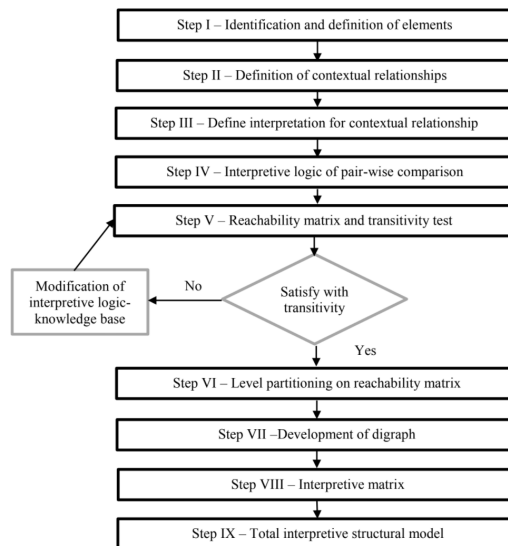 Step I – Identification and definition of elements
Step II – Definition of contextual relationships
Step III – Define interpretation for contextual relationship
Step IV – Interpretive logic of pair-wise comparison
Step V – Reachability matrix and transitivity test
Modification of
interpretive logic-
knowledge base
No
Satisfy with
transitivity
Yes
Step VI – Level partitioning on reachability matrix
Step VII –Development of digraph
Step VIII – Interpretive matrix
Step IX – Total interpretive structural model